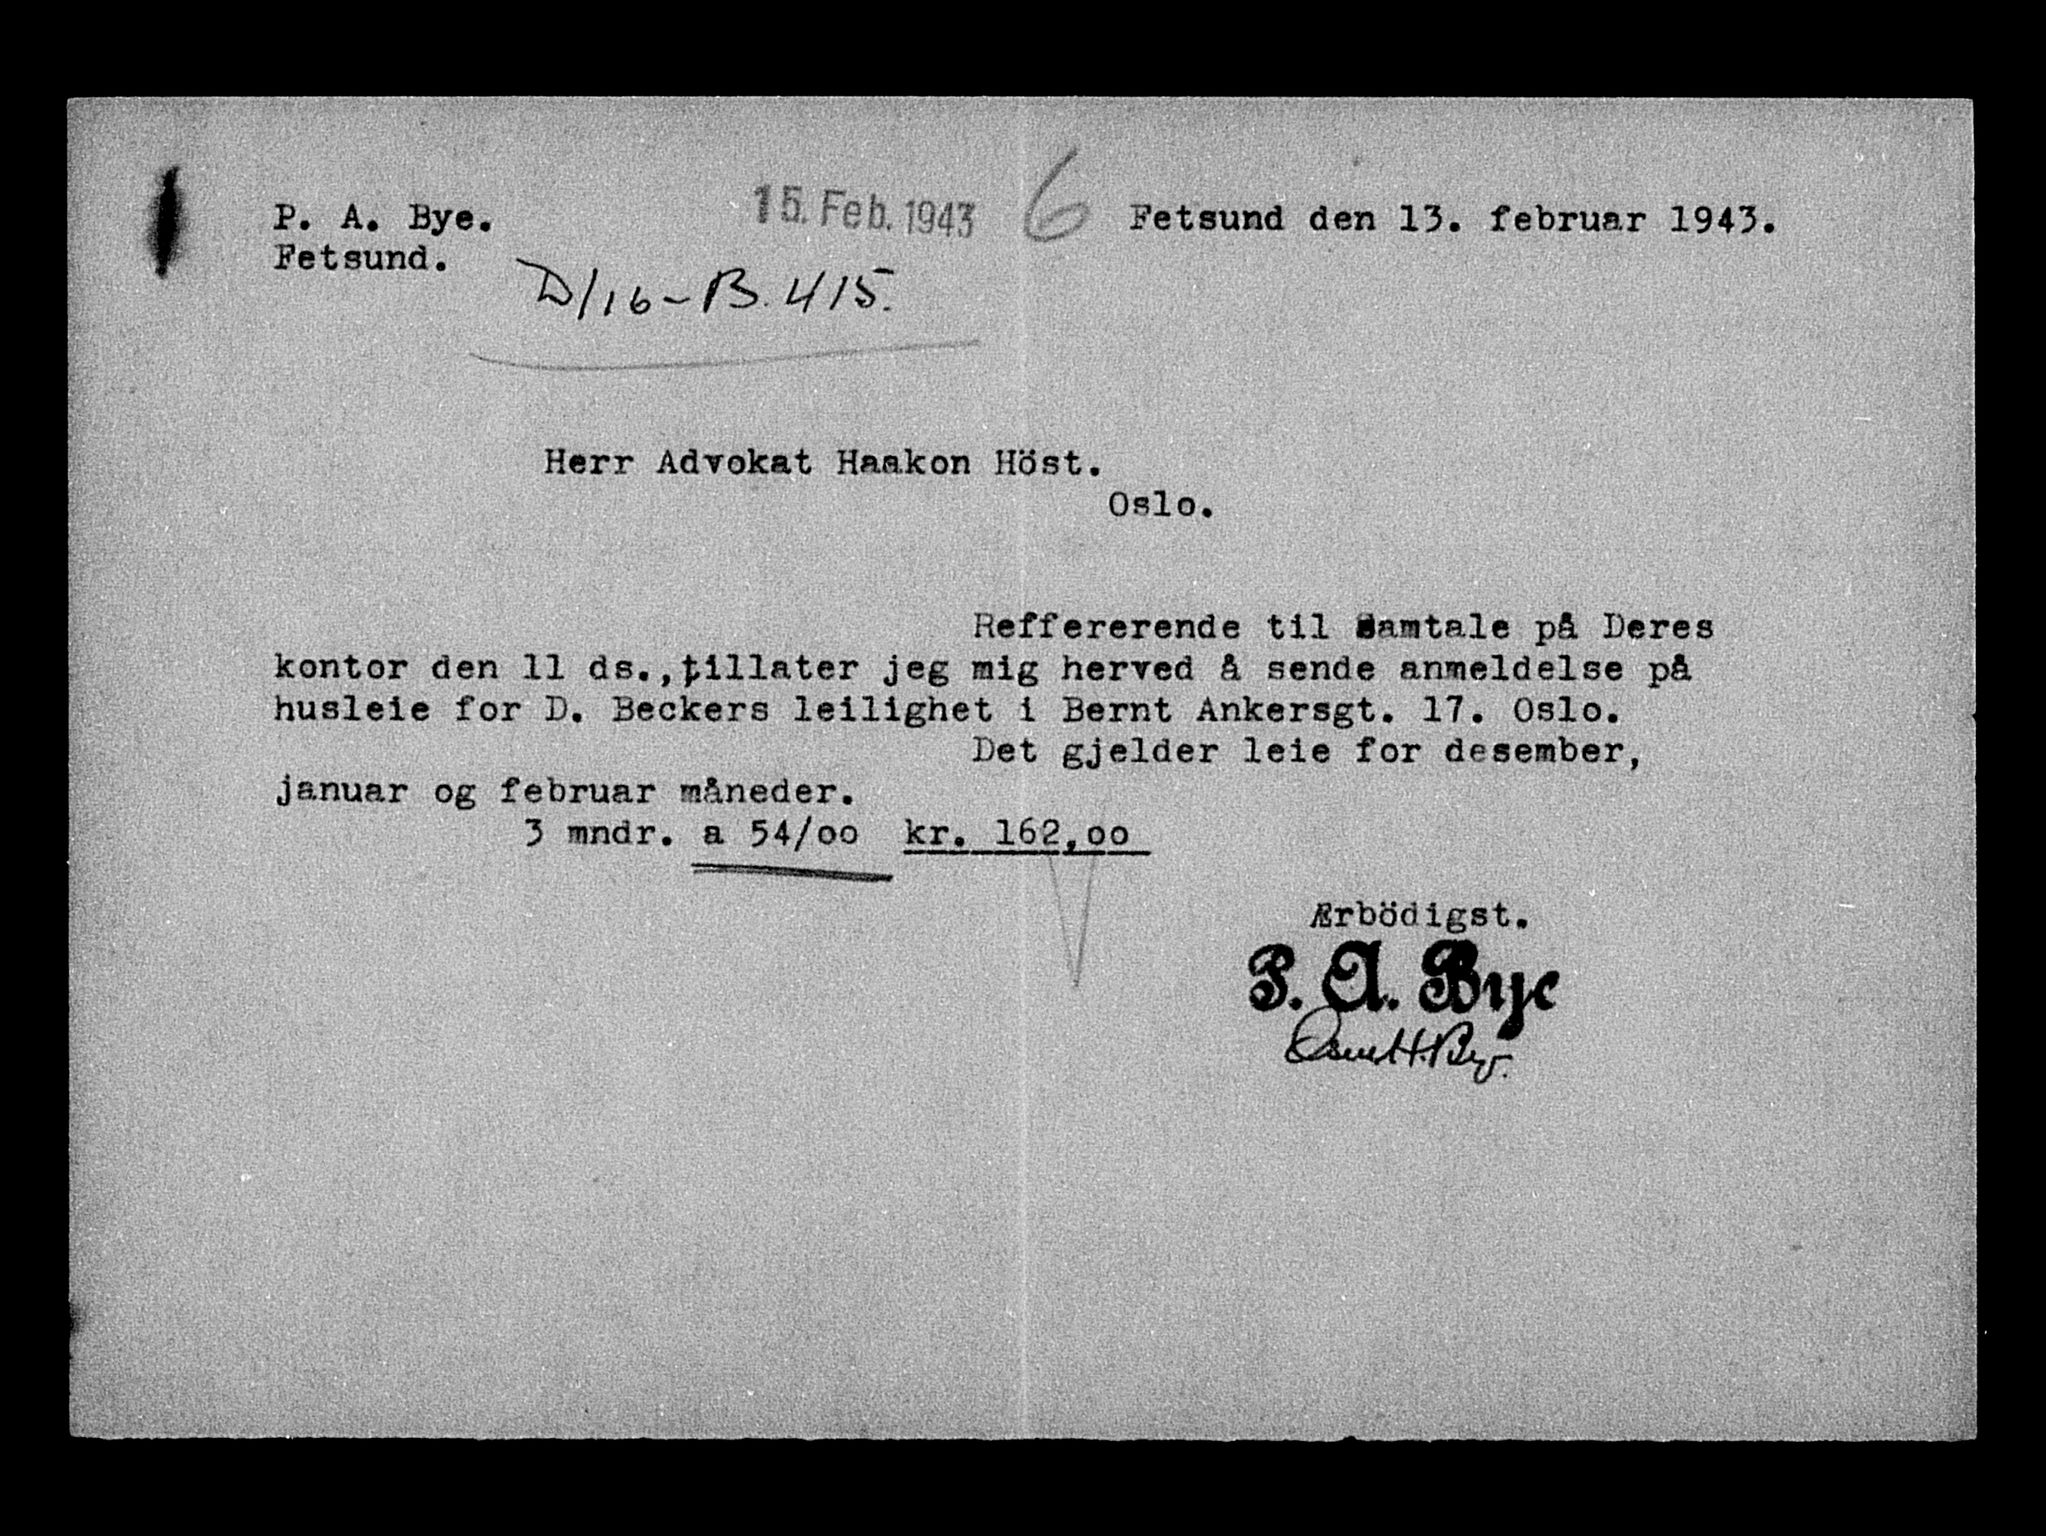 15. Feb. 1943
6
P. A. Bye. Fetsund den 13. februar 1943.
Fetsund.
D/16-B.415.
Herr Advokat Haakon Höst.
Oslo.
Reffererende til Samtale på Deres
kontor den 11 ds., tillater jeg mig herved å sende anmeldelse på
husleie for D. Beckers leilighet i Bernt Ankersgt. 17. Oslo.
Det gjelder leie for desember,
januar og februar måneder.
3 mndr. a 54/oo kr. 162,oo
Ærbödigst.
P. A. Bye
H. Bye.